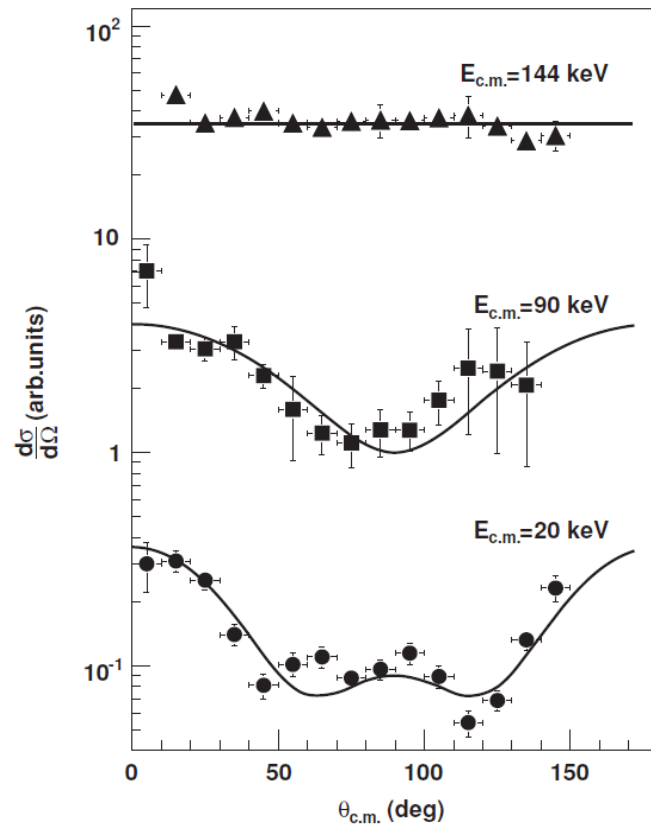 10²
E_c.m.=144 keV
10
E_c.m.=90 keV
dσ/dΩ (arb.units)
1
E_c.m.=20 keV
10⁻¹
0 50 100 150
θ_c.m. (deg)